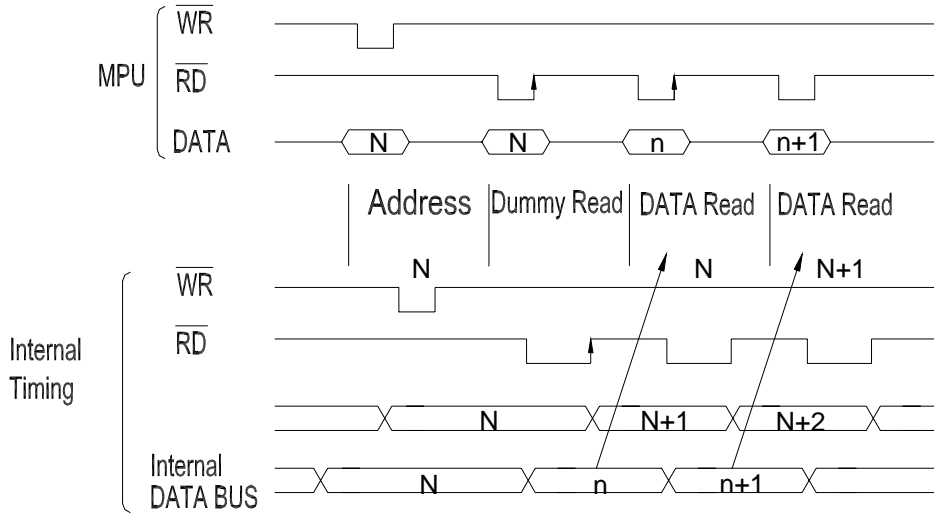 WR
MPU
RD
DATA
N N n n+1
Address Dummy Read DATA Read DATA Read
N N N+1
WR
RD
Internal
Timing
N N+1 N+2
Internal
DATA BUS
N n n+1